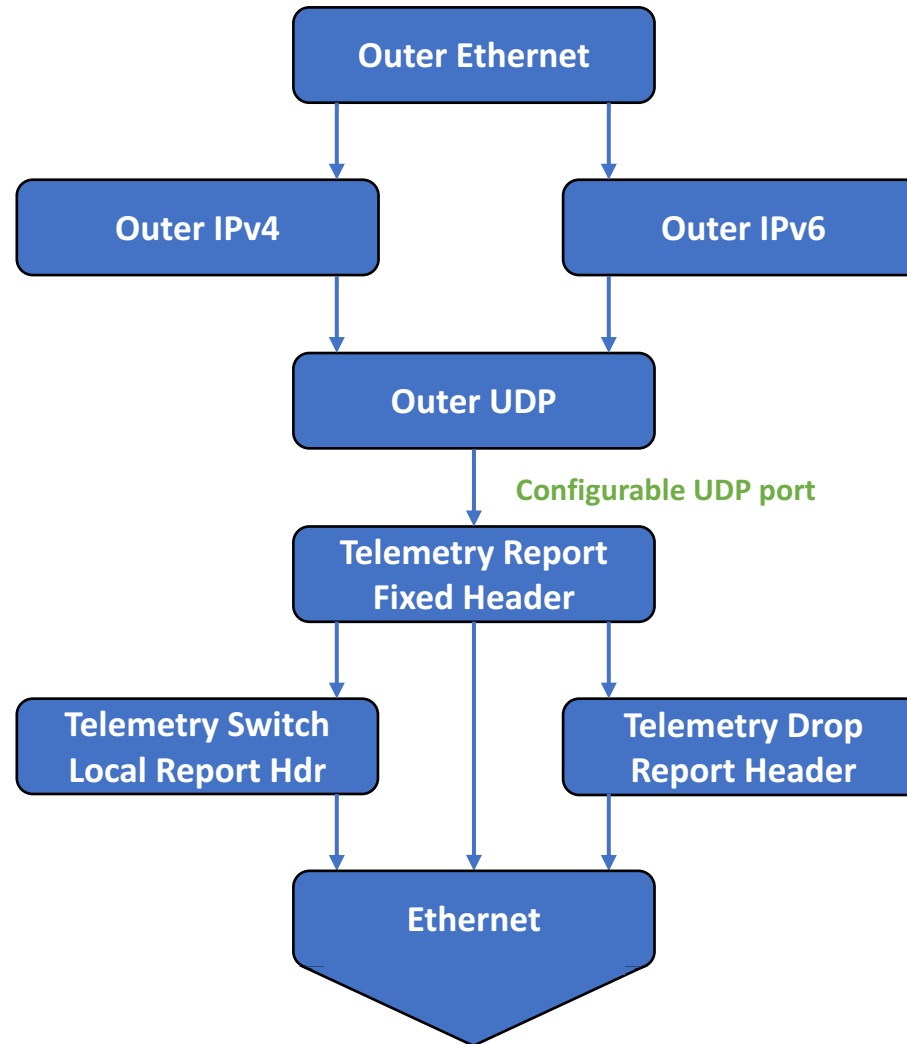 Outer Ethernet
Outer IPv4
Outer IPv6
Outer UDP
Configurable UDP port
Telemetry Report
Fixed Header
Telemetry Switch
Local Report Hdr
Telemetry Drop
Report Header
Ethernet